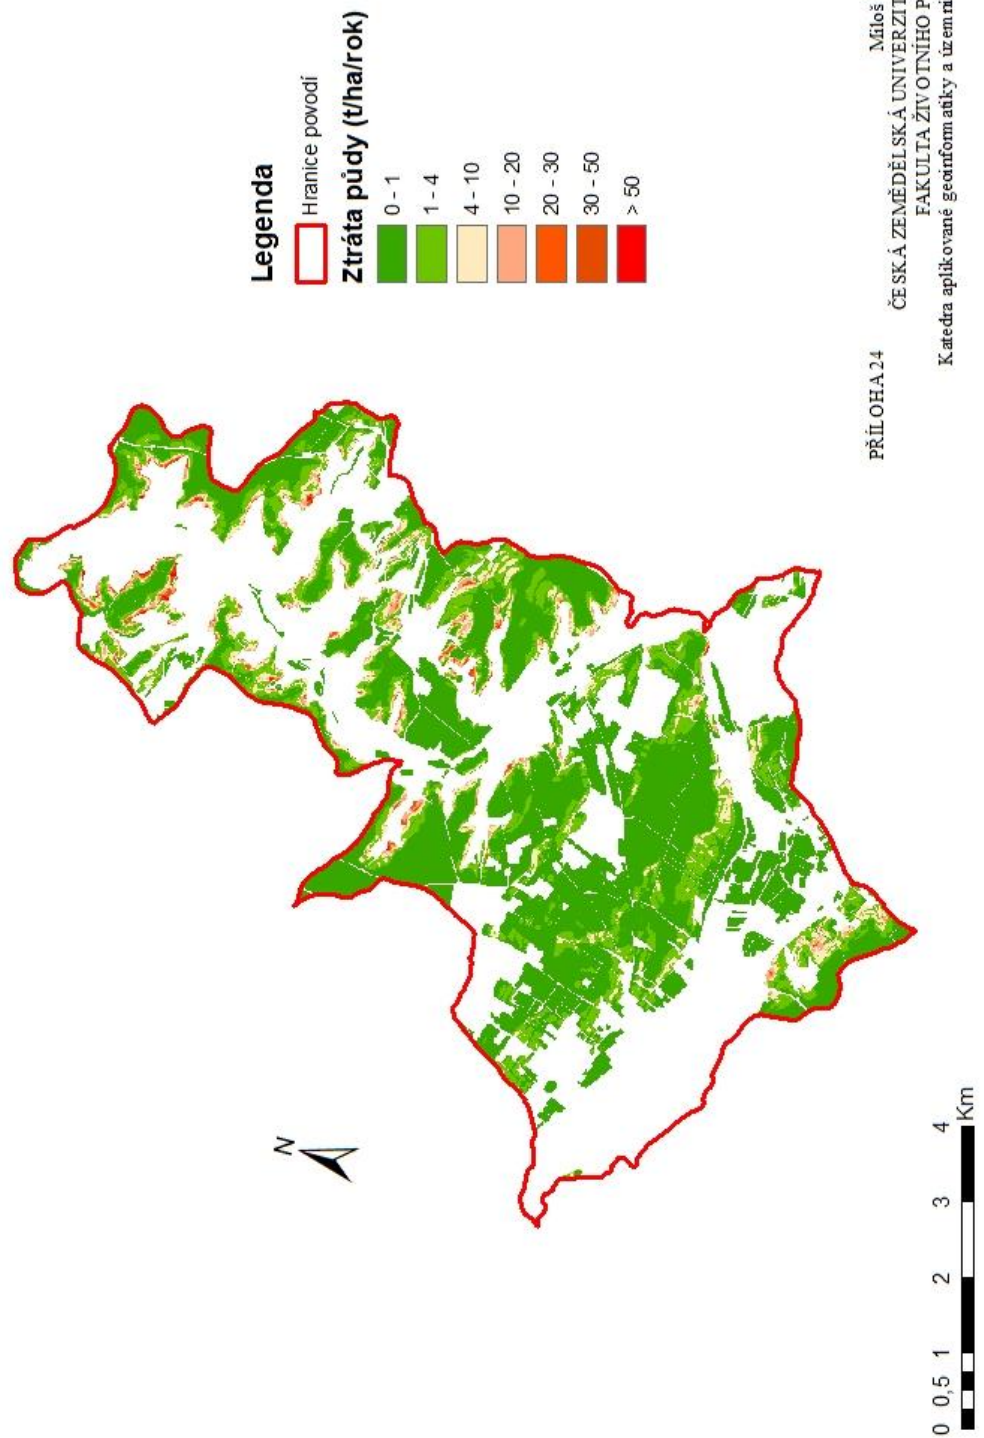 Legenda
Hranice povodí
Ztráta půdy (t/ha/rok)
0 - 1
1 - 4
4 - 10
10 - 20
20 - 30
30 - 50
> 50
N
0 0,5 1 2 3 4
Km
PŘÍLOHA 24
Miloš
ČESKÁ ZEMĚDĚLSKÁ UNIVERZIT
FAKULTA ŽIVOTNÍHO P
Katedra aplikované geoinformatiky a územní